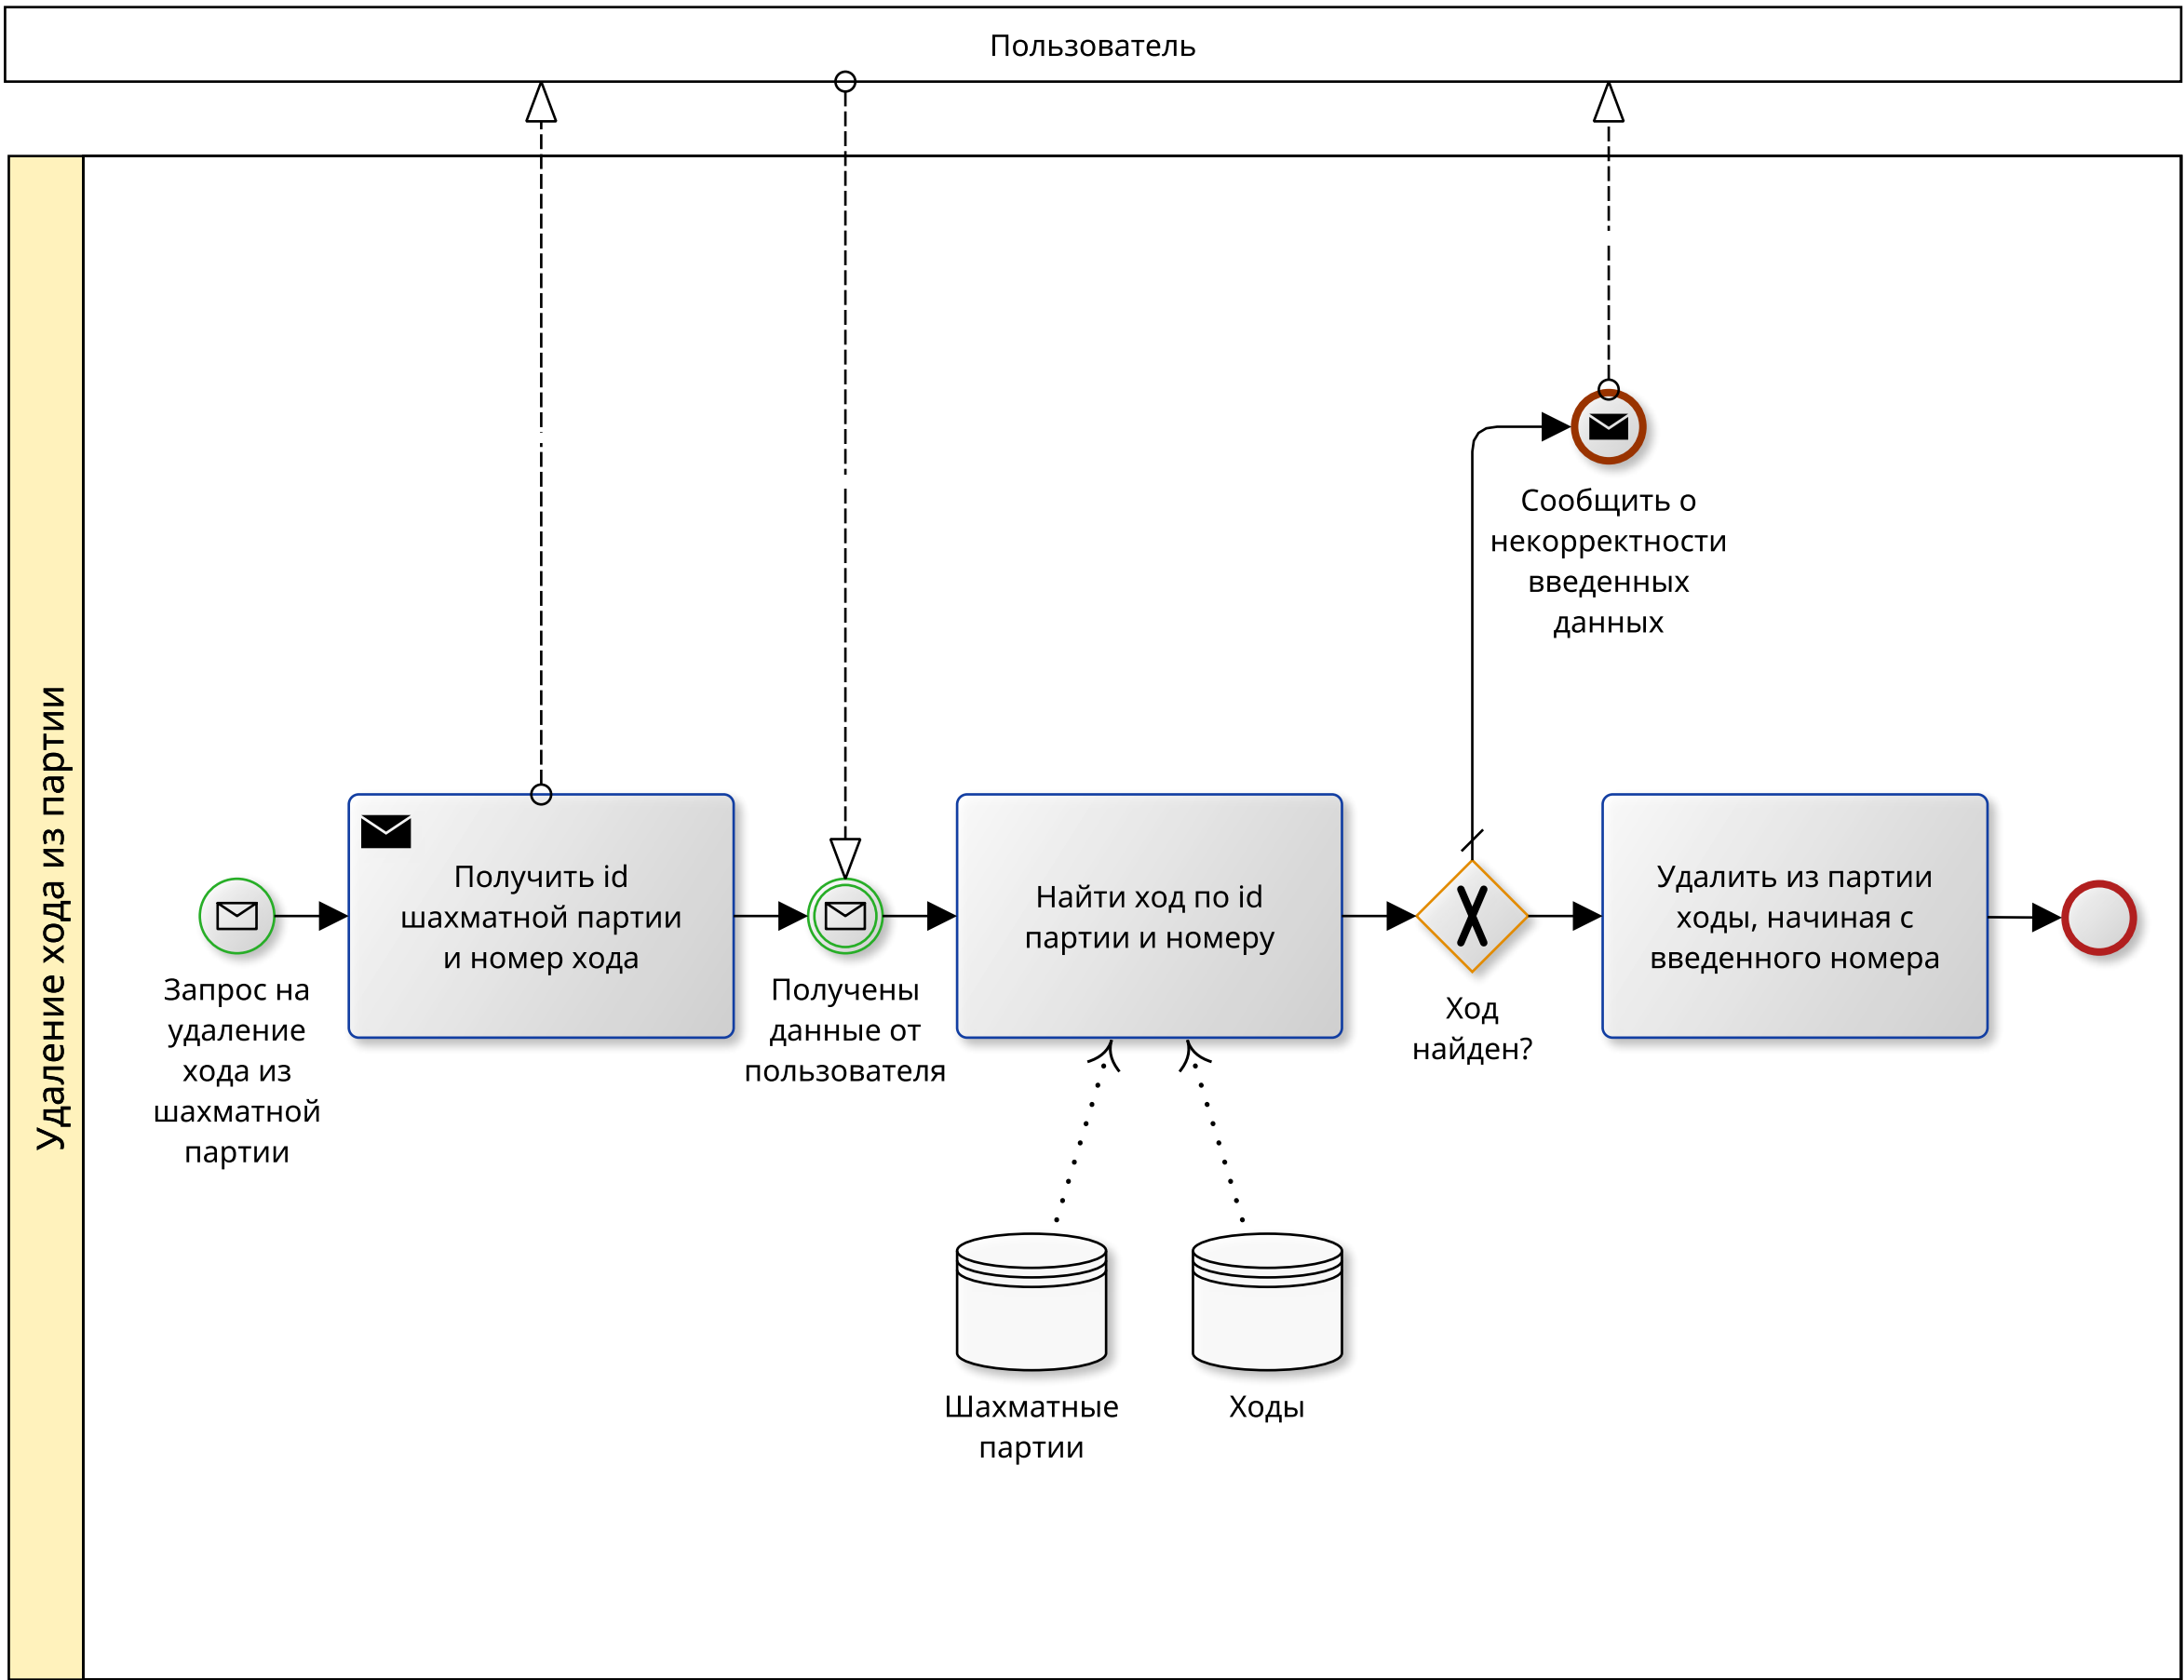 Пользователь
Удаление хода из партии
Сообщить о
некорректности
введенных
данных
Получить id
шахматной партии
и номер хода
Найти ход по id
партии и номеру
Удалить из партии
ходы, начиная с
введенного номера
Запрос на
удаление
хода из
шахматной
партии
Получены
данные от
пользователя
Ход
найден?
Шахматные
партии
Ходы